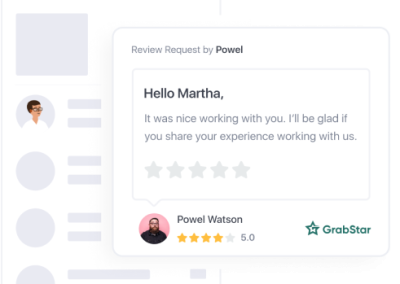 Review Request by Powel
Hello Martha,
It was nice working with you. I'll be glad if
you share your experience working with us.
Powel Watson
5.0
GrabStar